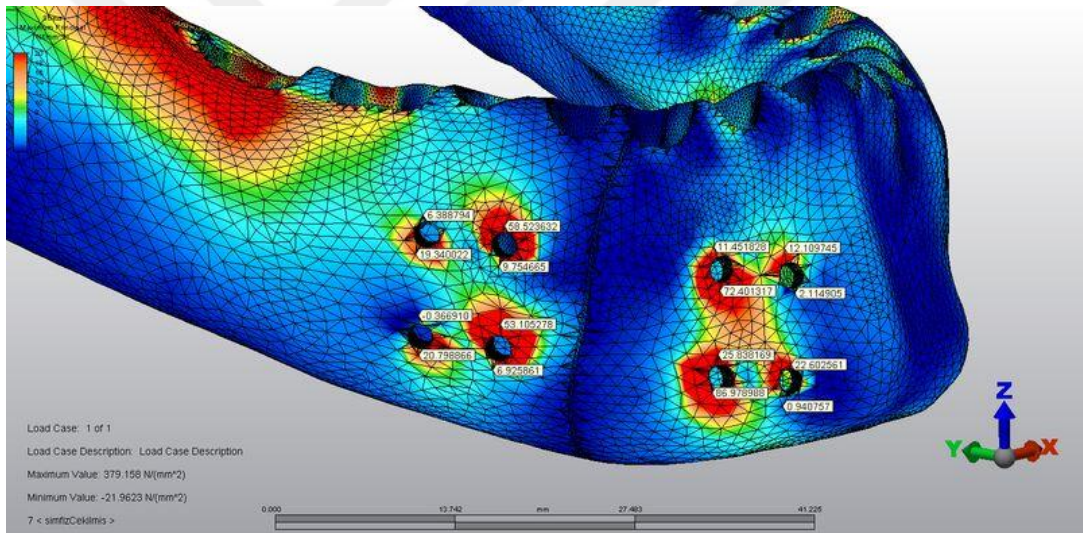 6.388794
58.523632
19.340022
9.754665
11.451828
12.109745
72.401317
2.114905
-0.366910
53.105278
20.798866
6.925861
25.838169
22.602561
86.978988
0.940757
Z
Y
X
Load Case: 1 of 1
Load Case Description: Load Case Description
Maximum Value: 379.158 N/(mm^2)
Minimum Value: -21.9623 N/(mm^2)
7 < simfizCekilmis >
0.000 13.742 mm 27.483 41.225